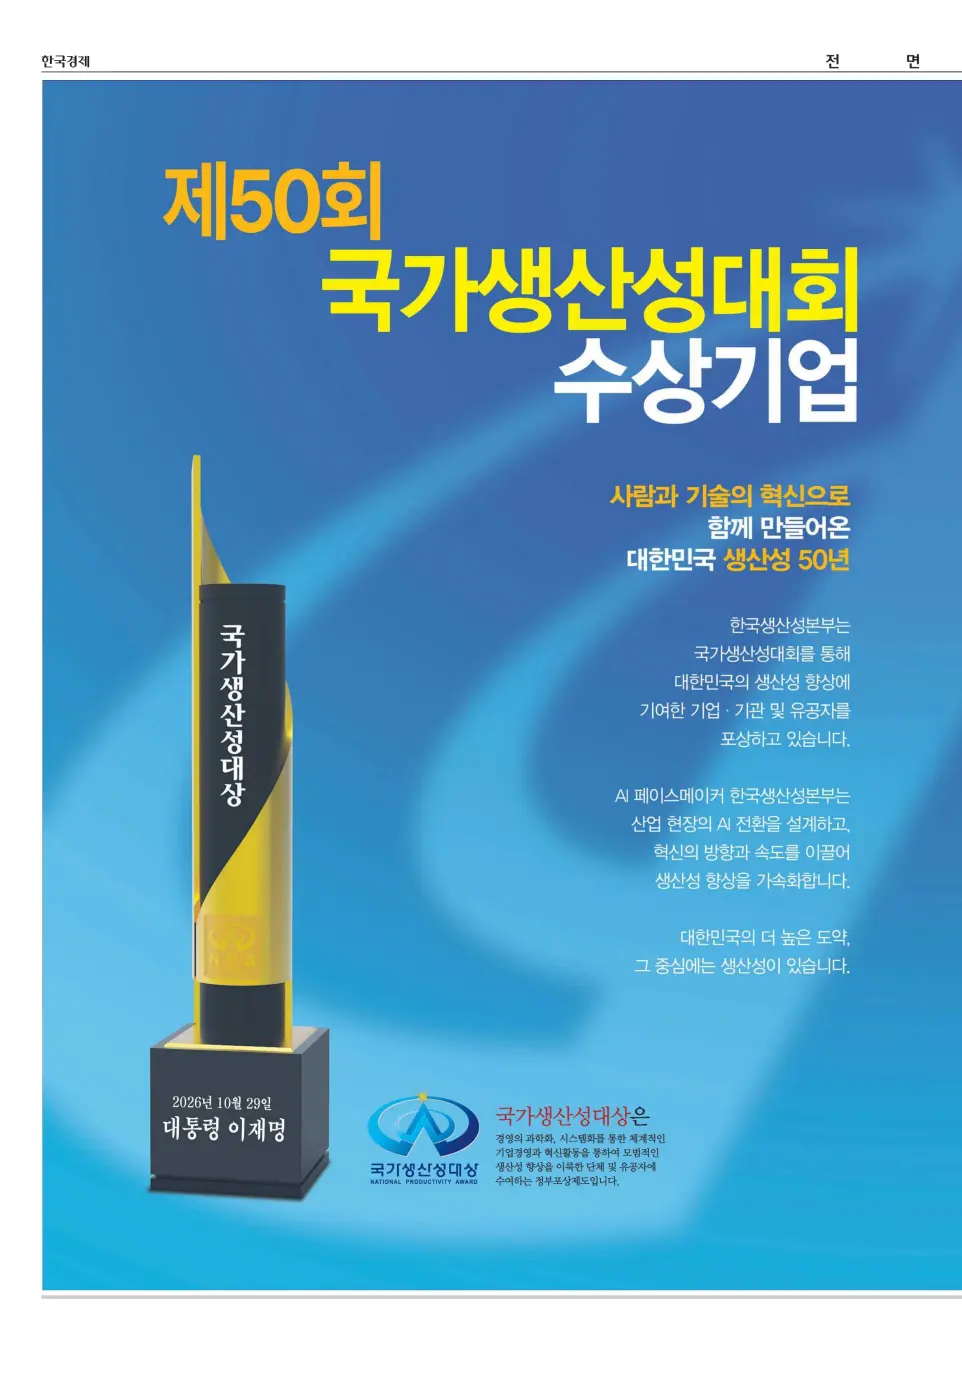 한국경제
전 면
제50회
국가생산성대회
수상기업
사람과 기술의 혁신으로
함께 만들어온
대한민국 생산성 50년
한국생산성본부는
국가생산성대회를 통해
대한민국의 생산성 향상에
기여한 기업 · 기관 및 유공자를
포상하고 있습니다.
AI 페이스메이커 한국생산성본부는
산업 현장의 AI 전환을 설계하고,
혁신의 방향과 속도를 이끌어
생산성 향상을 가속화합니다.
대한민국의 더 높은 도약,
그 중심에는 생산성이 있습니다.
국가생산성대상
NPA
2026년 10월 29일
대통령 이재명
국가생산성대상
NATIONAL PRODUCTIVITY AWARD
국가생산성대상은
경영의 과학화, 시스템화를 통한 체계적인
기업경영과 혁신활동을 통하여 모범적인
생산성 향상을 이룩한 단체 및 유공자에
수여하는 정부포상제도입니다.